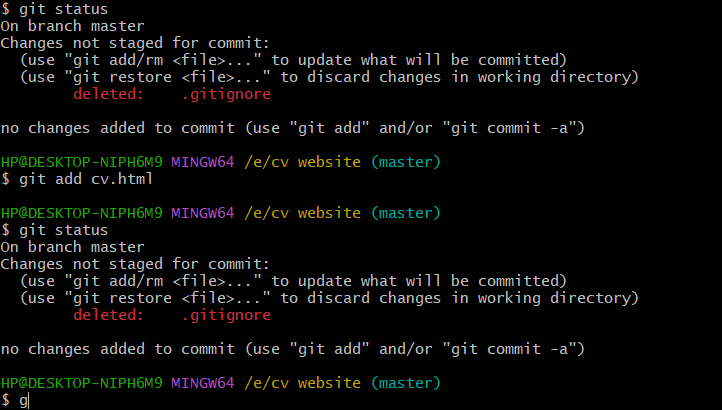 $ git status
On branch master
Changes not staged for commit:
  (use "git add/rm <file>..." to update what will be committed)
  (use "git restore <file>..." to discard changes in working directory)
        deleted:    .gitignore

no changes added to commit (use "git add" and/or "git commit -a")

HP@DESKTOP-NIPH6M9 MINGW64 /e/cv website (master)
$ git add cv.html

HP@DESKTOP-NIPH6M9 MINGW64 /e/cv website (master)
$ git status
On branch master
Changes not staged for commit:
  (use "git add/rm <file>..." to update what will be committed)
  (use "git restore <file>..." to discard changes in working directory)
        deleted:    .gitignore

no changes added to commit (use "git add" and/or "git commit -a")

HP@DESKTOP-NIPH6M9 MINGW64 /e/cv website (master)
$ g